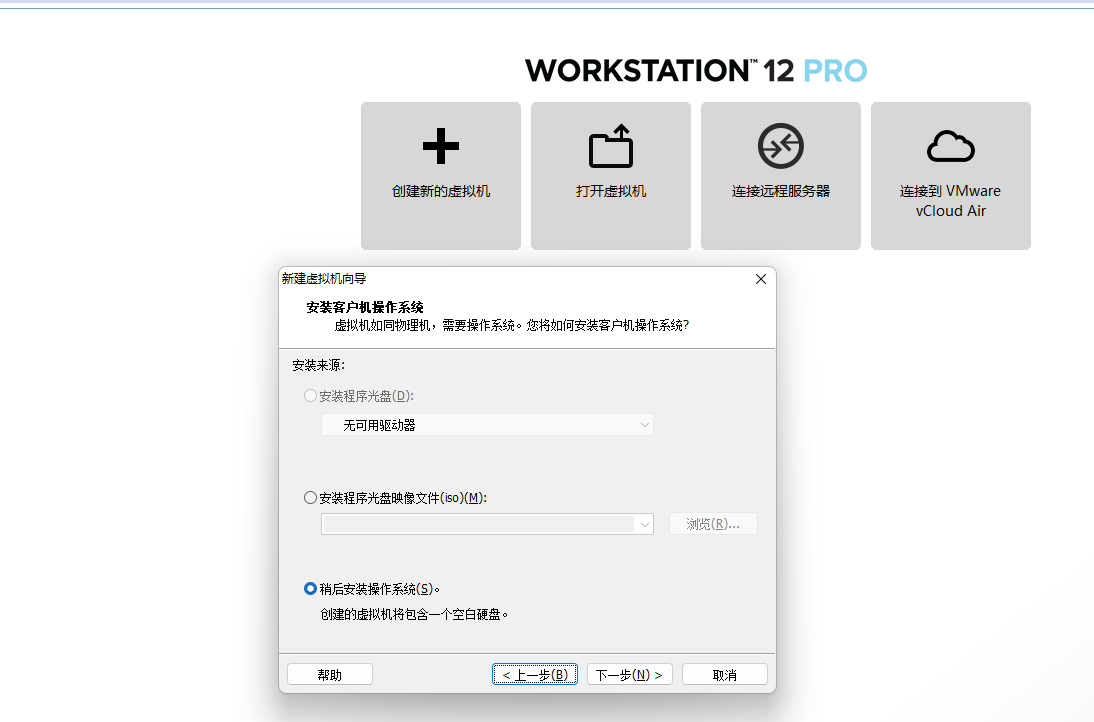 WORKSTATION™ 12 PRO
创建新的虚拟机
打开虚拟机
连接远程服务器
连接到 VMware
vCloud Air
新建虚拟机向导
安装客户机操作系统
虚拟机如同物理机，需要操作系统。您将如何安装客户机操作系统?
安装来源:
安装程序光盘(D):
无可用驱动器
安装程序光盘映像文件(iso)(M):
浏览(R)...
稍后安装操作系统(S)。
创建的虚拟机将包含一个空白硬盘。
帮助
< 上一步(B)
下一步(N) >
取消